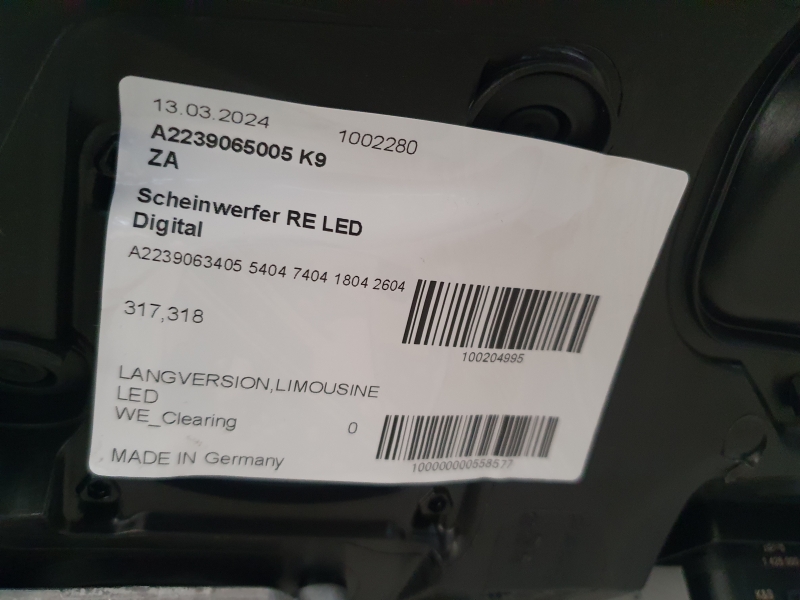 13.03.2024 1002280
A2239065005 K9
ZA
Scheinwerfer RE LED
Digital
A2239063405 5404 7404 1804 2604
317,318
100204995
LANGVERSION,LIMOUSINE
LED
WE_Clearing 0
100000000558577
MADE IN Germany